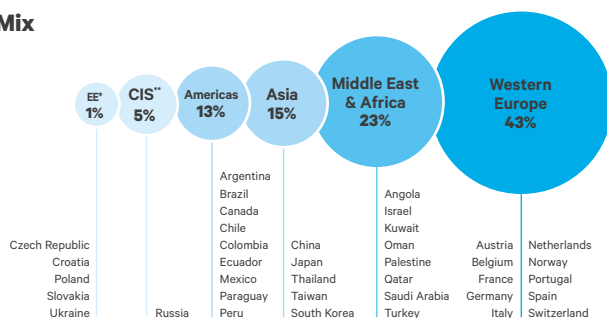 Mix
EE*
1%
CIS**
5%
Americas
13%
Asia
15%
Middle East
& Africa
23%
Western
Europe
43%
Czech Republic
Croatia
Poland
Slovakia
Ukraine
Russia
Argentina
Brazil
Canada
Chile
Colombia
Ecuador
Mexico
Paraguay
Peru
China
Japan
Thailand
Taiwan
South Korea
Angola
Israel
Kuwait
Oman
Palestine
Qatar
Saudi Arabia
Turkey
Austria
Belgium
France
Germany
Italy
Netherlands
Norway
Portugal
Spain
Switzerland